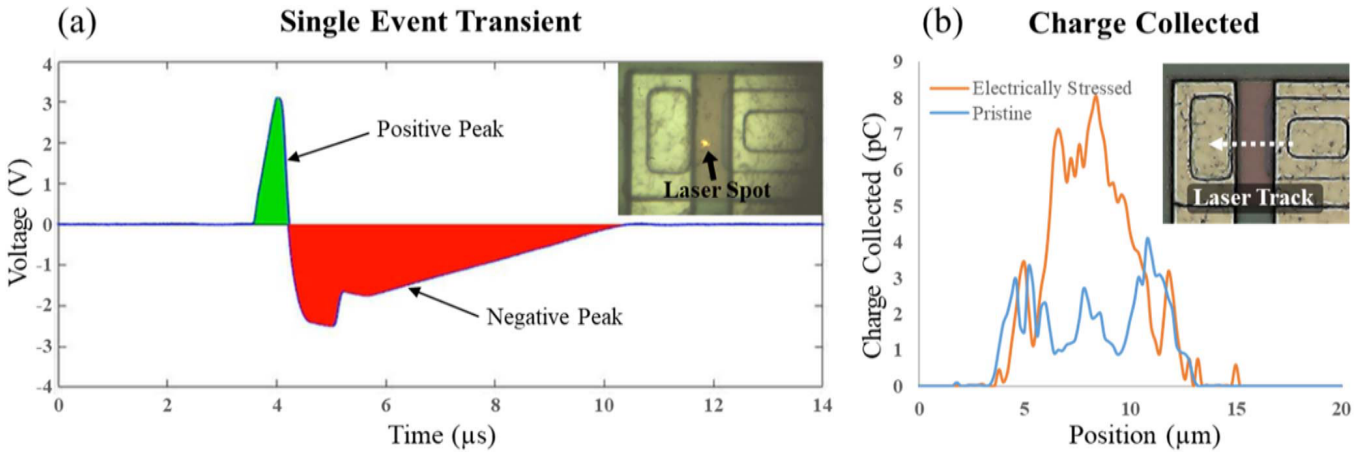 (a)
Single Event Transient
4
3
2
1
0
-1
-2
-3
-4
Voltage (V)
Positive Peak
Negative Peak
Laser Spot
0 2 4 6 8 10 12 14
Time (µs)
(b)
Charge Collected
9
8
7
6
5
4
3
2
1
0
Charge Collected (pC)
Electrically Stressed
Pristine
Laser Track
0 5 10 15 20
Position (µm)